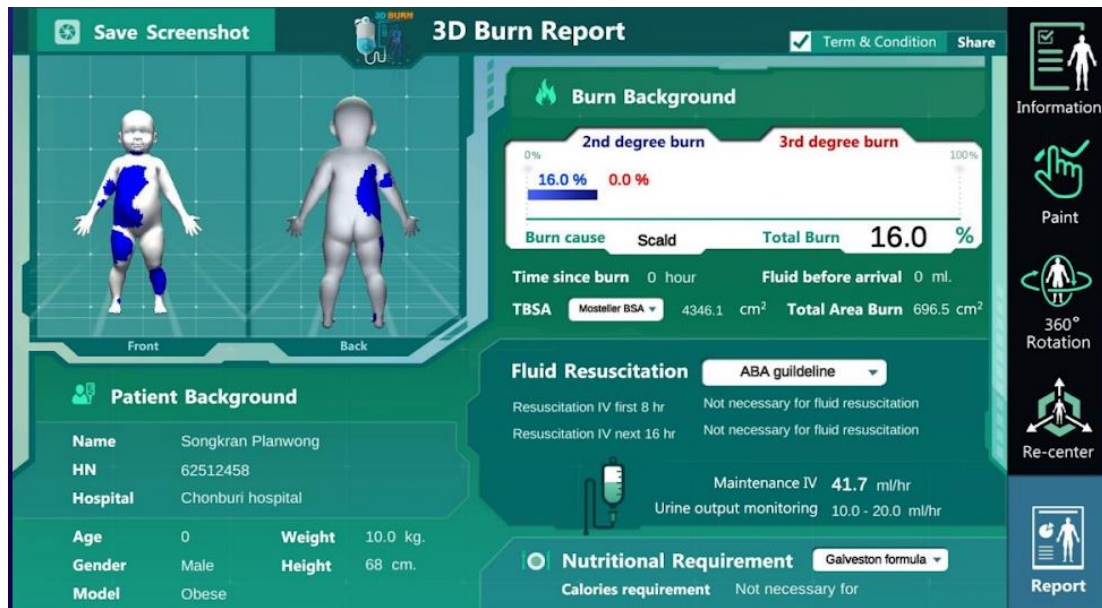 Save Screenshot
3D BURN
3D Burn Report
Term & Condition Share
Front
Back
Burn Background
2nd degree burn 3rd degree burn
0% 100%
16.0 % 0.0 %
Burn cause Scald Total Burn 16.0 %
Time since burn 0 hour Fluid before arrival 0 ml.
TBSA Mosteller BSA 4346.1 cm² Total Area Burn 696.5 cm²
Fluid Resuscitation ABA guildeline
Resuscitation IV first 8 hr Not necessary for fluid resuscitation
Resuscitation IV next 16 hr Not necessary for fluid resuscitation
Maintenance IV 41.7 ml/hr
Urine output monitoring 10.0 - 20.0 ml/hr
Patient Background
Name Songkran Planwong
HN 62512458
Hospital Chonburi hospital
Age 0 Weight 10.0 kg.
Gender Male Height 68 cm.
Model Obese
Nutritional Requirement Galveston formula
Calories requirement Not necessary for
Information
Paint
360°
Rotation
Re-center
Report